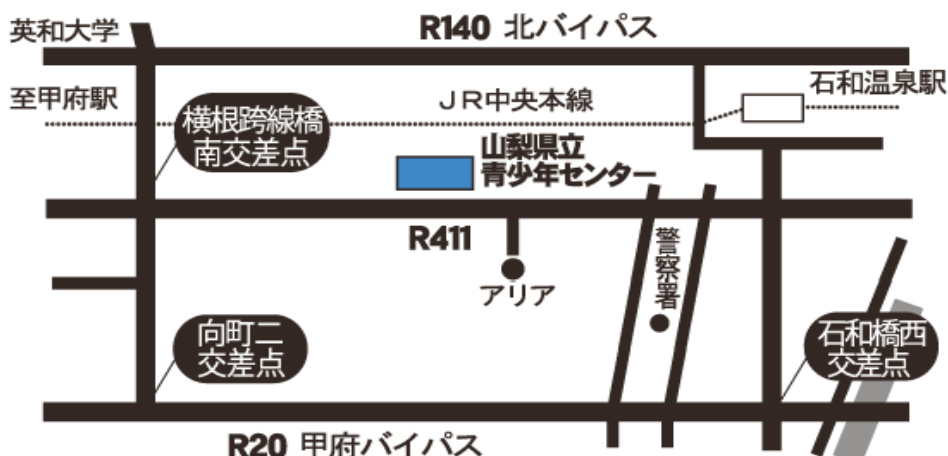 英和大学
R140 北バイパス
至甲府駅
JR中央本線
石和温泉駅
横根跨線橋
南交差点
山梨県立
青少年センター
R411
アリア
警察署
向町二
交差点
石和橋西
交差点
R20 甲府バイパス